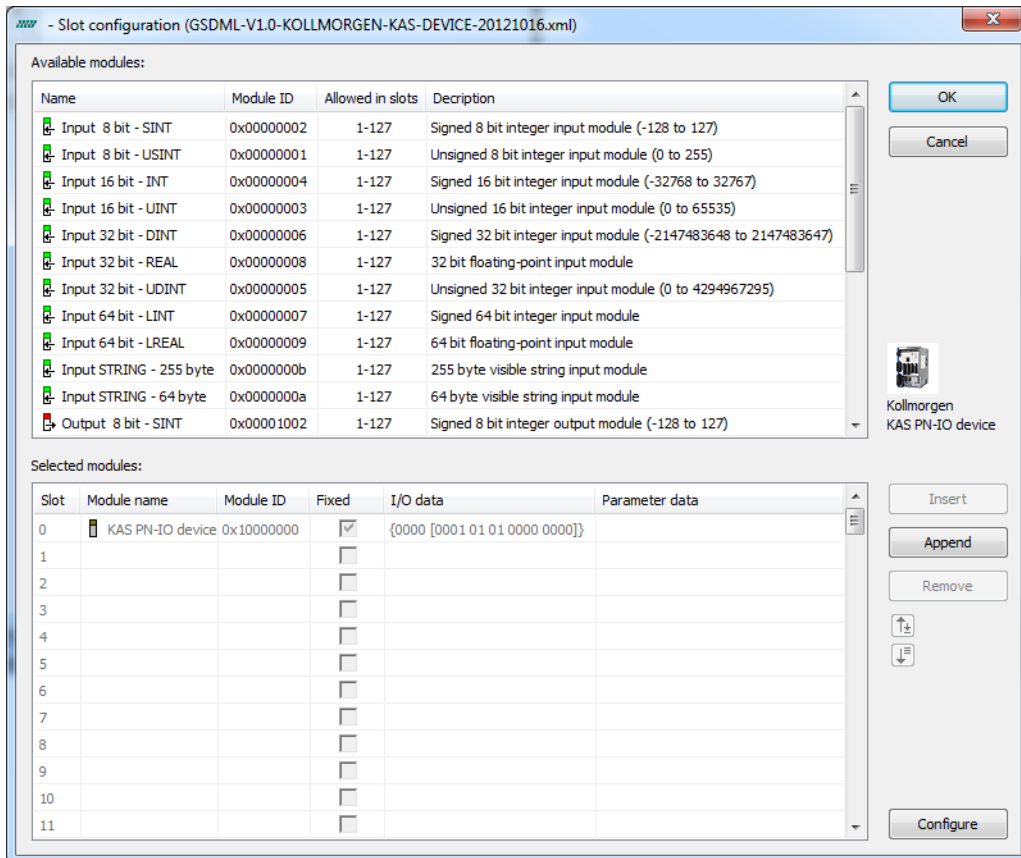 - Slot configuration (GSDML-V1.0-KOLLMORGEN-KAS-DEVICE-20121016.xml)
Available modules:
Name Module ID Allowed in slots Decription
Input 8 bit - SINT 0x00000002 1-127 Signed 8 bit integer input module (-128 to 127)
Input 8 bit - USINT 0x00000001 1-127 Unsigned 8 bit integer input module (0 to 255)
Input 16 bit - INT 0x00000004 1-127 Signed 16 bit integer input module (-32768 to 32767)
Input 16 bit - UINT 0x00000003 1-127 Unsigned 16 bit integer input module (0 to 65535)
Input 32 bit - DINT 0x00000006 1-127 Signed 32 bit integer input module (-2147483648 to 2147483647)
Input 32 bit - REAL 0x00000008 1-127 32 bit floating-point input module
Input 32 bit - UDINT 0x00000005 1-127 Unsigned 32 bit integer input module (0 to 4294967295)
Input 64 bit - LINT 0x00000007 1-127 Signed 64 bit integer input module
Input 64 bit - LREAL 0x00000009 1-127 64 bit floating-point input module
Input STRING - 255 byte 0x0000000b 1-127 255 byte visible string input module
Input STRING - 64 byte 0x0000000a 1-127 64 byte visible string input module
Output 8 bit - SINT 0x00001002 1-127 Signed 8 bit integer output module (-128 to 127)
OK
Cancel
Kollmorgen
KAS PN-IO device
Selected modules:
Slot Module name Module ID Fixed I/O data Parameter data
0 KAS PN-IO device 0x10000000 {0000 [0001 01 01 0000 0000]}
1
2
3
4
5
6
7
8
9
10
11
Insert
Append
Remove
Configure